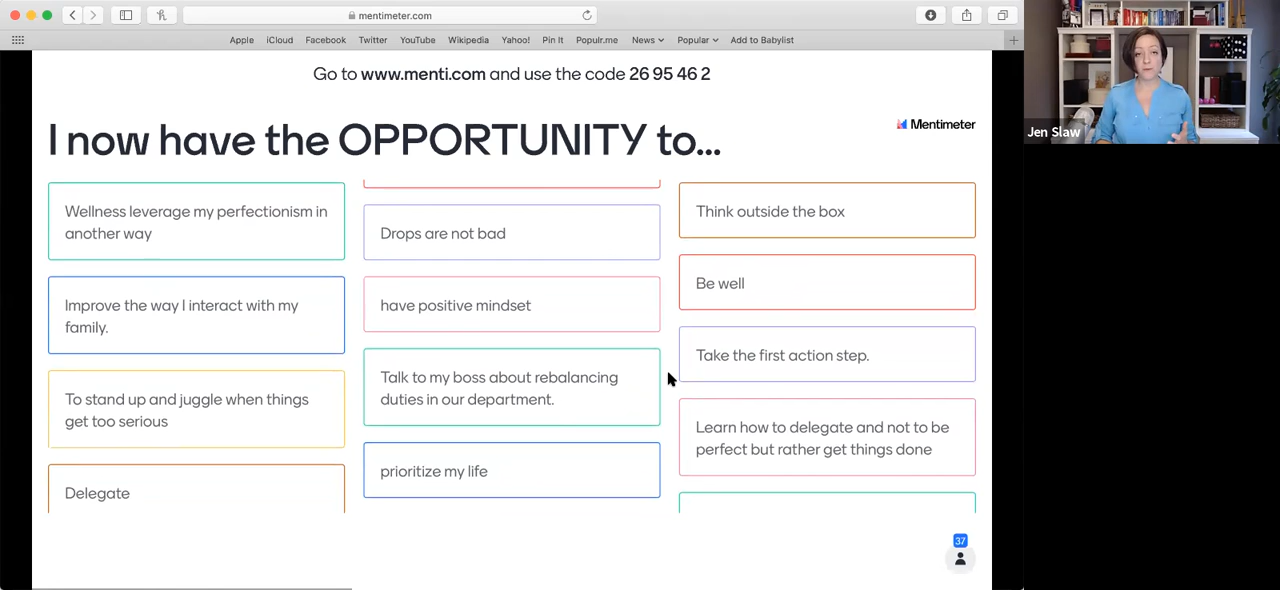 mentimeter.com
Apple iCloud Facebook Twitter YouTube Wikipedia Yahoo! Pin It Populr.me News Popular Add to Babylist
Go to www.menti.com and use the code 26 95 46 2
I now have the OPPORTUNITY to...
Mentimeter
Wellness leverage my perfectionism in
another way
Improve the way I interact with my
family.
To stand up and juggle when things
get too serious
Delegate
Drops are not bad
have positive mindset
Talk to my boss about rebalancing
duties in our department.
prioritize my life
Think outside the box
Be well
Take the first action step.
Learn how to delegate and not to be
perfect but rather get things done
37
Jen Slaw